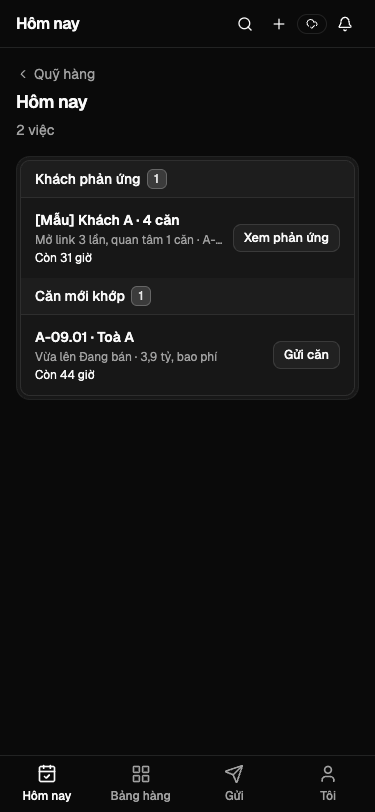 Hôm nay
Quỹ hàng
Hôm nay
2 việc
Khách phản ứng 1
[Mẫu] Khách A · 4 căn
Mở link 3 lần, quan tâm 1 căn · A-...
Còn 31 giờ
Xem phản ứng
Căn mới khớp 1
A-09.01 · Toà A
Vừa lên Đang bán · 3,9 tỷ, bao phí
Còn 44 giờ
Gửi căn
Hôm nay
Bảng hàng
Gửi
Tôi